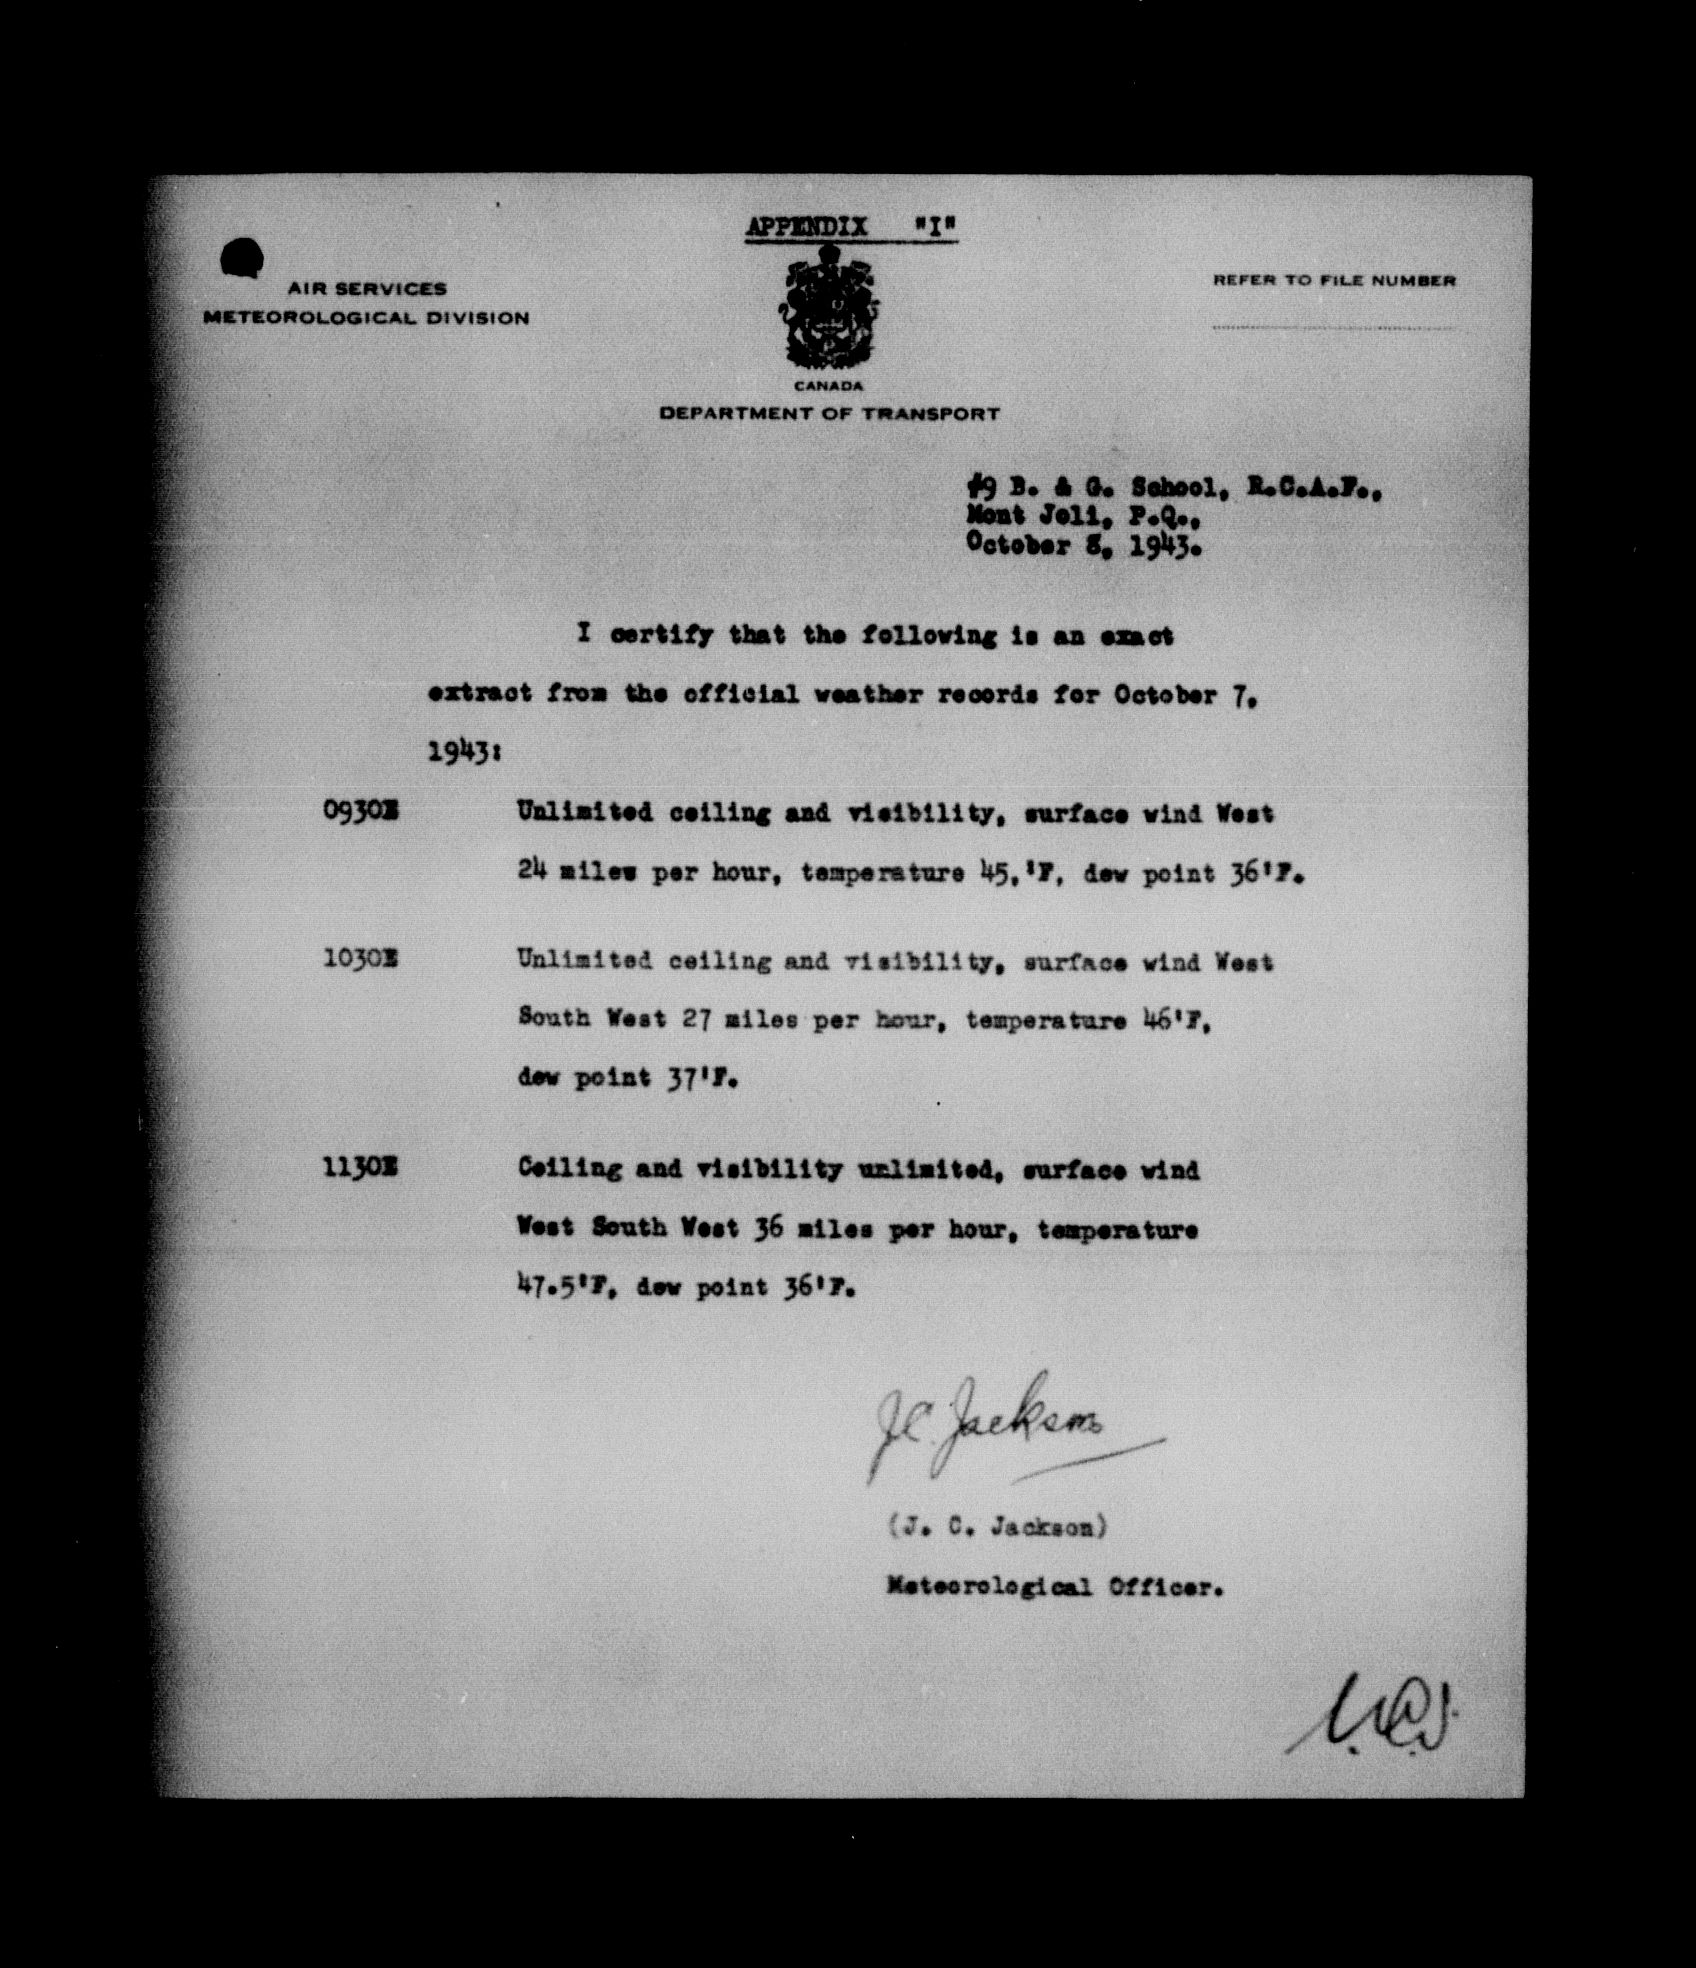 APPENDIX "I"
AIR SERVICES
METEOROLOGICAL DIVISION
REFER TO FILE NUMBER
CANADA
DEPARTMENT OF TRANSPORT
#9 B. & G. School, R.C.A.F.,
Mont Joli, P.Q.,
October 8, 1943.
I certify that the following is an exact
extract from the official weather records for October 7,
1943:
0930E Unlimited ceiling and visibility, surface wind West
24 miles per hour, temperature 45,'F, dew point 36'F.
1030E Unlimited ceiling and visibility, surface wind West
South West 27 miles per hour, temperature 46'F,
dew point 37'F.
1130E Ceiling and visibility unlimited, surface wind
West South West 36 miles per hour, temperature
47.5'F, dew point 36'F.
J.C. Jackson
(J. C. Jackson)
Meteorological Officer.